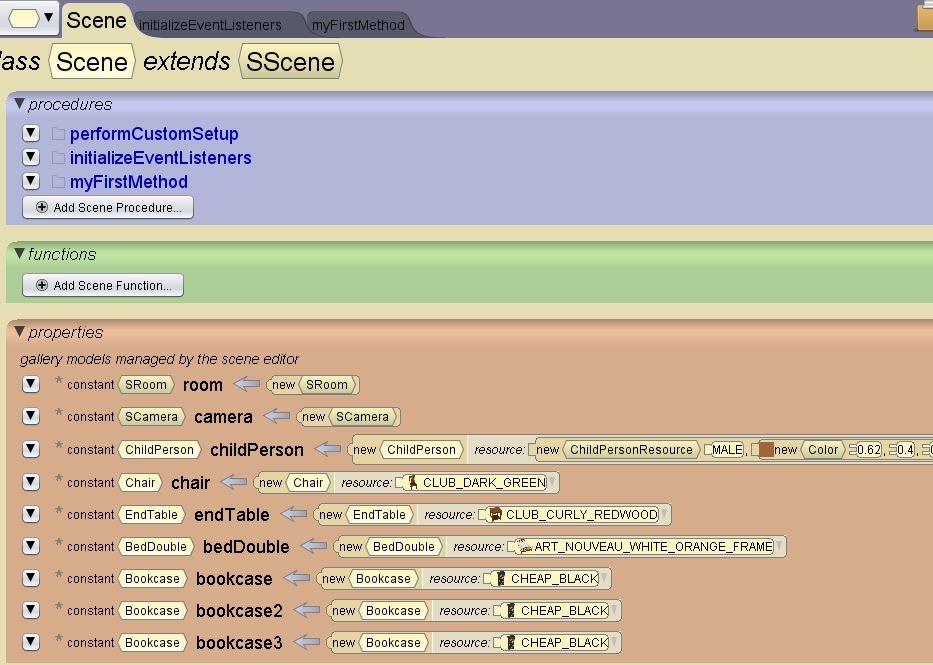 Scene initializeEventListeners myFirstMethod
ass Scene extends SScene
procedures
performCustomSetup
initializeEventListeners
myFirstMethod
Add Scene Procedure...
functions
Add Scene Function...
properties
gallery models managed by the scene editor
* constant SRoom room new SRoom
* constant SCamera camera new SCamera
* constant ChildPerson childPerson new ChildPerson resource: new ChildPersonResource MALE, new Color 0.62, 0.4,
* constant Chair chair new Chair resource: CLUB_DARK_GREEN
* constant EndTable endTable new EndTable resource: CLUB_CURLY_REDWOOD
* constant BedDouble bedDouble new BedDouble resource: ART_NOUVEAU_WHITE_ORANGE_FRAME
* constant Bookcase bookcase new Bookcase resource: CHEAP_BLACK
* constant Bookcase bookcase2 new Bookcase resource: CHEAP_BLACK
* constant Bookcase bookcase3 new Bookcase resource: CHEAP_BLACK